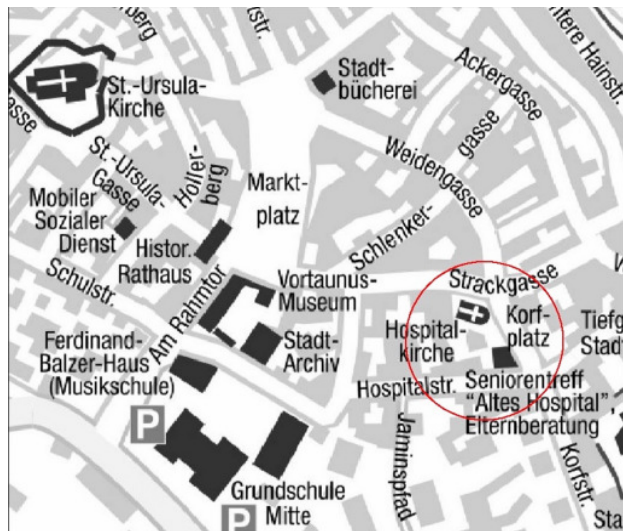 St.-Ursula-
Kirche
Stadt-
bücherei
Ackergasse
Weidengasse
gasse
Schlenker-
St.-Ursula-
Gasse
Holler-
berg
Markt-
platz
Mobiler
Sozialer
Dienst
Histor.
Rathaus
Schulstr.
Am Rahmtor
Vortaunus-
Museum
Stadt-
Archiv
Strackgasse
Hospital-
kirche
Korf-
platz
Ferdinand-
Balzer-Haus
(Musikschule)
Hospitalstr.
Seniorentreff
"Altes Hospital",
Elternberatung
Jaminspfad
Korfstr.
P
Grundschule
Mitte
P